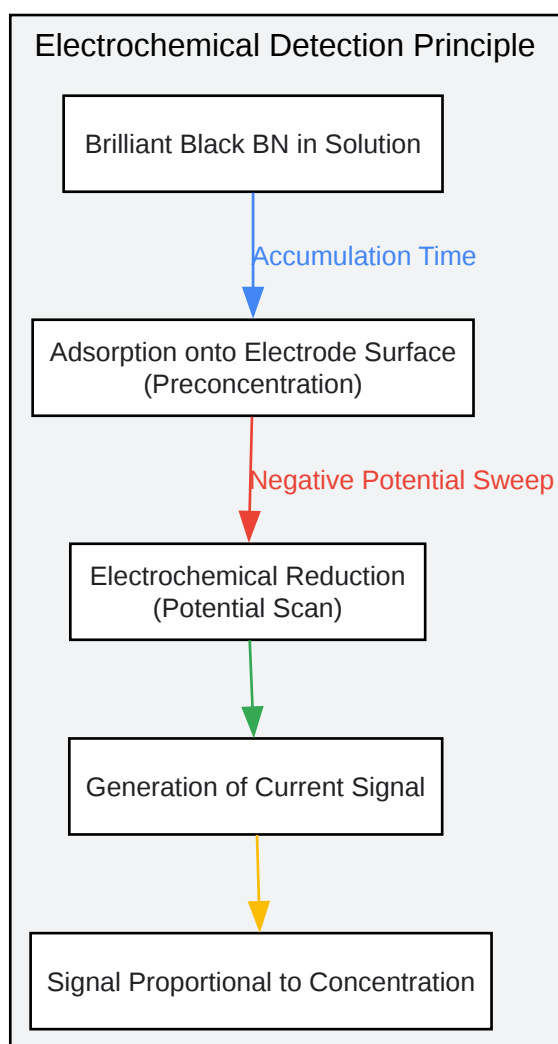 Electrochemical Detection Principle
Brilliant Black BN in Solution
Accumulation Time
Adsorption onto Electrode Surface
(Preconcentration)
Negative Potential Sweep
Electrochemical Reduction
(Potential Scan)
Generation of Current Signal
Signal Proportional to Concentration